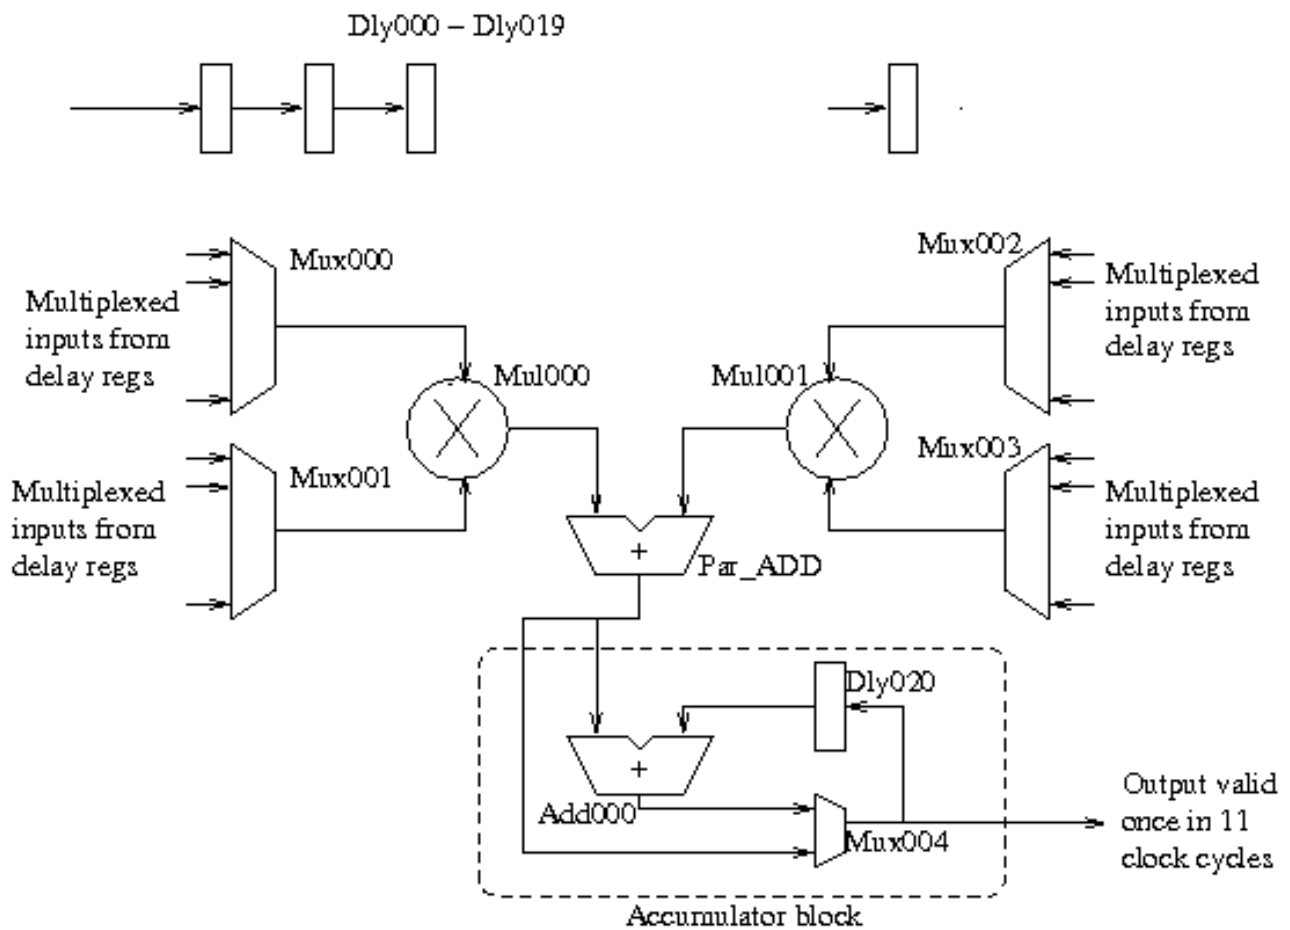 Dly000 – Dly019
Mux000
Multiplexed
inputs from
delay regs
Mux002
Multiplexed
inputs from
delay regs
Mul000
Mul001
Mux001
Multiplexed
inputs from
delay regs
Mux003
Multiplexed
inputs from
delay regs
+
Par_ADD
Dly020
+
Add000
Mux004
Output valid
once in 11
clock cycles
Accumulator block